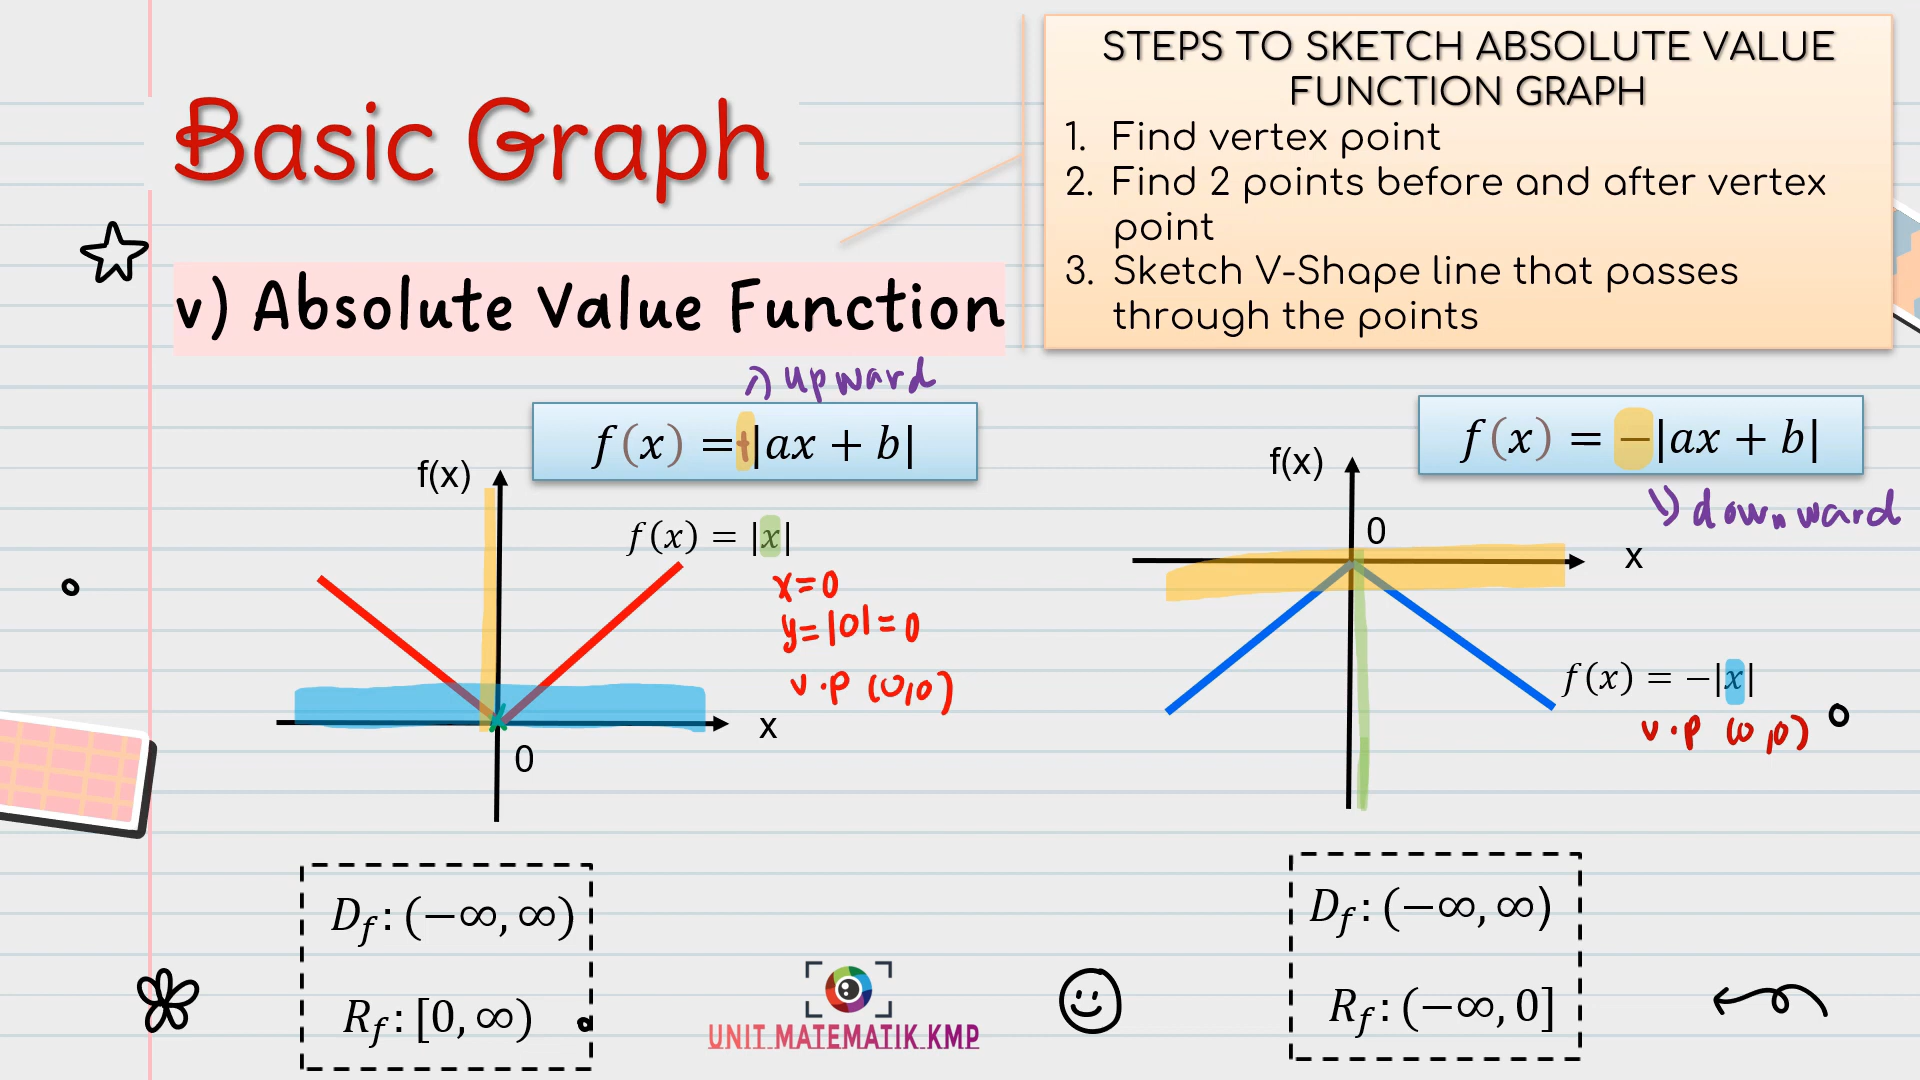 STEPS TO SKETCH ABSOLUTE VALUE
FUNCTION GRAPH
1. Find vertex point
2. Find 2 points before and after vertex
point
3. Sketch V-Shape line that passes
through the points
Basic Graph
v) Absolute Value Function
upward
f(x) = +|ax + b|
f(x)
f(x) = |x|
x=0
y=|0|=0
v.p (0,0)
x
0
D_f: (−∞, ∞)
R_f: [0, ∞)
f(x) = −|ax + b|
downward
f(x)
0
x
f(x) = −|x|
v.p (0,0)
D_f: (−∞, ∞)
R_f: (−∞, 0]
UNIT MATEMATIK KMP